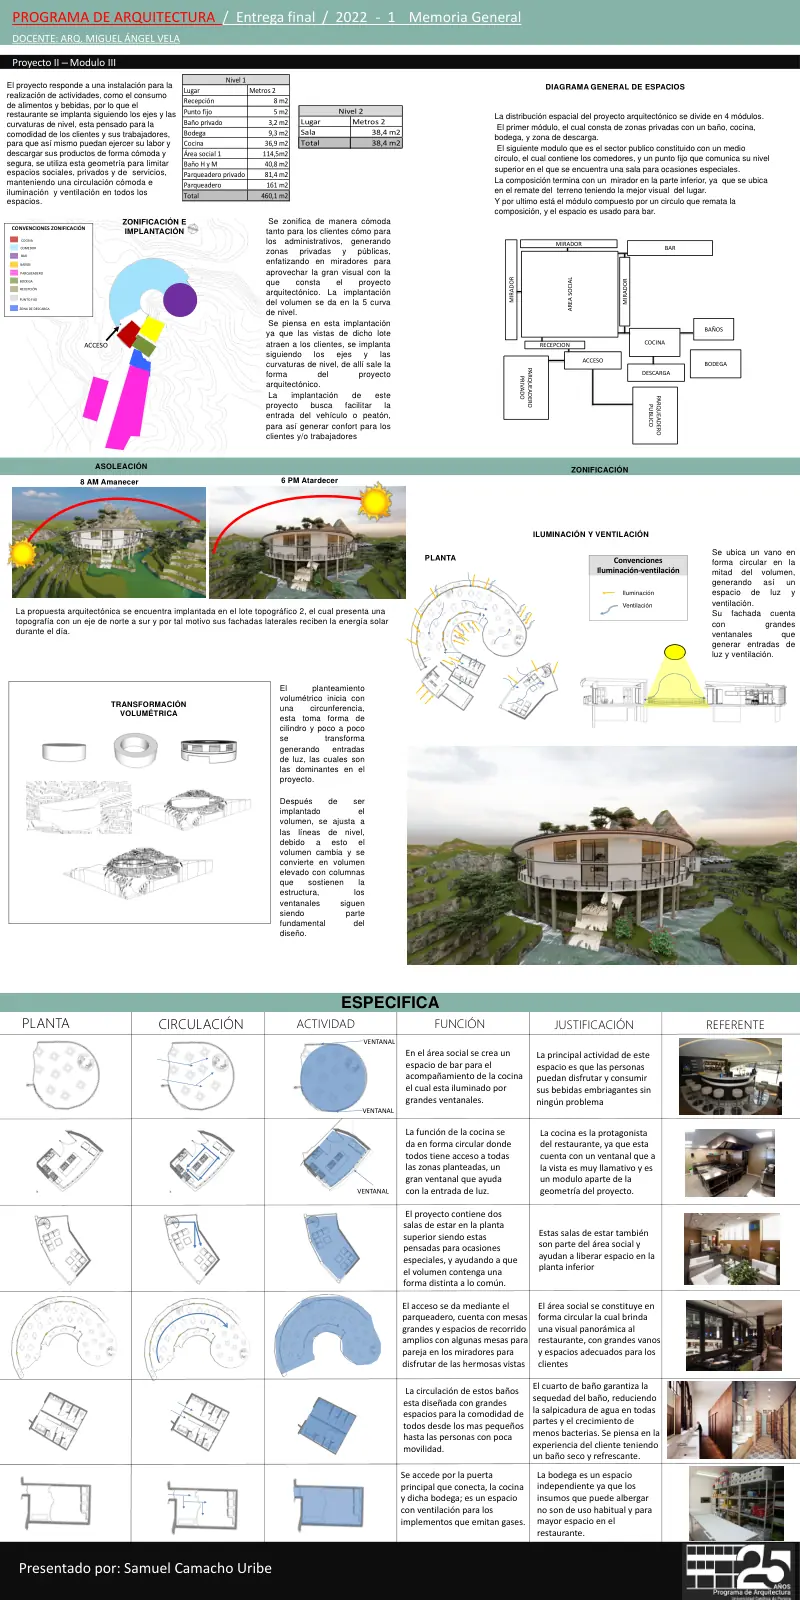 PROGRAMA DE ARQUITECTURA / Entrega final / 2022 - 1 Memoria General
DOCENTE: ARQ. MIGUEL ÁNGEL VELA
Proyecto II – Modulo III
El proyecto responde a una instalación para la
realización de actividades, como el consumo
de alimentos y bebidas, por lo que el
restaurante se implanta siguiendo los ejes y las
curvaturas de nivel, esta pensado para la
comodidad de los clientes y sus trabajadores,
para que así mismo puedan ejercer su labor y
descargar sus productos de forma cómoda y
segura, se utiliza esta geometría para limitar
espacios sociales, privados y de servicios,
manteniendo una circulación cómoda e
iluminación y ventilación en todos los
espacios.
Nivel 1
Lugar Metros 2
Recepción 8 m2
Punto fijo 5 m2
Baño privado 3,2 m2
Bodega 9,3 m2
Cocina 36,9 m2
Área social 1 114,5m2
Baño H y M 40,8 m2
Parqueadero privado 81,4 m2
Parqueadero 161 m2
Total 460,1 m2
Nivel 2
Lugar Metros 2
Sala 38,4 m2
Total 38,4 m2
DIAGRAMA GENERAL DE ESPACIOS
La distribución espacial del proyecto arquitectónico se divide en 4 módulos.
El primer módulo, el cual consta de zonas privadas con un baño, cocina,
bodega, y zona de descarga.
El siguiente modulo que es el sector publico constituido con un medio
circulo, el cual contiene los comedores, y un punto fijo que comunica su nivel
superior en el que se encuentra una sala para ocasiones especiales.
La composición termina con un mirador en la parte inferior, ya que se ubica
en el remate del terreno teniendo la mejor visual del lugar.
Y por ultimo está el módulo compuesto por un circulo que remata la
composición, y el espacio es usado para bar.
ZONIFICACIÓN E
IMPLANTACIÓN
CONVENCIONES ZONIFICACIÓN
COCINA
COMEDOR
BAR
BAÑOS
PARQUEADERO
BODEGA
RECEPCIÓN
PUNTO FIJO
ZONA DE DESCARGA
ACCESO
Se zonifica de manera cómoda
tanto para los clientes cómo para
los administrativos, generando
zonas privadas y públicas,
enfatizando en miradores para
aprovechar la gran visual con la
que consta el proyecto
arquitectónico. La implantación
del volumen se da en la 5 curva
de nivel.
Se piensa en esta implantación
ya que las vistas de dicho lote
atraen a los clientes, se implanta
siguiendo los ejes y las
curvaturas de nivel, de allí sale la
forma del proyecto
arquitectónico.
La implantación de este
proyecto busca facilitar la
entrada del vehículo o peatón,
para así generar confort para los
clientes y/o trabajadores
MIRADOR
BAR
MIRADOR
AREA SOCIAL
MIRADOR
BAÑOS
COCINA
RECEPCION
ACCESO
BODEGA
DESCARGA
PARQUEADERO
PRIVADO
PARQUEADERO
PUBLICO
ASOLEACIÓN
8 AM Amanecer
6 PM Atardecer
La propuesta arquitectónica se encuentra implantada en el lote topográfico 2, el cual presenta una
topografía con un eje de norte a sur y por tal motivo sus fachadas laterales reciben la energía solar
durante el día.
ZONIFICACIÓN
ILUMINACIÓN Y VENTILACIÓN
PLANTA
Convenciones
Iluminación-ventilación
Iluminación
Ventilación
Se ubica un vano en
forma circular en la
mitad del volumen,
generando así un
espacio de luz y
ventilación.
Su fachada cuenta
con grandes
ventanales que
generar entradas de
luz y ventilación.
TRANSFORMACIÓN
VOLUMÉTRICA
El planteamiento
volumétrico inicia con
una circunferencia,
esta toma forma de
cilindro y poco a poco
se transforma
generando entradas
de luz, las cuales son
las dominantes en el
proyecto.
Después de ser
implantado el
volumen, se ajusta a
las líneas de nivel,
debido a esto el
volumen cambia y se
convierte en volumen
elevado con columnas
que sostienen la
estructura, los
ventanales siguen
siendo parte
fundamental del
diseño.
ESPECIFICA
PLANTA CIRCULACIÓN ACTIVIDAD FUNCIÓN JUSTIFICACIÓN REFERENTE
VENTANAL
VENTANAL
En el área social se crea un
espacio de bar para el
acompañamiento de la cocina
el cual esta iluminado por
grandes ventanales.
La principal actividad de este
espacio es que las personas
puedan disfrutar y consumir
sus bebidas embriagantes sin
ningún problema
VENTANAL
La función de la cocina se
da en forma circular donde
todos tiene acceso a todas
las zonas planteadas, un
gran ventanal que ayuda
con la entrada de luz.
La cocina es la protagonista
del restaurante, ya que esta
cuenta con un ventanal que a
la vista es muy llamativo y es
un modulo aparte de la
geometría del proyecto.
El proyecto contiene dos
salas de estar en la planta
superior siendo estas
pensadas para ocasiones
especiales, y ayudando a que
el volumen contenga una
forma distinta a lo común.
Estas salas de estar también
son parte del área social y
ayudan a liberar espacio en la
planta inferior
El acceso se da mediante el
parqueadero, cuenta con mesas
grandes y espacios de recorrido
amplios con algunas mesas para
pareja en los miradores para
disfrutar de las hermosas vistas
El área social se constituye en
forma circular la cual brinda
una visual panorámica al
restaurante, con grandes vanos
y espacios adecuados para los
clientes
La circulación de estos baños
esta diseñada con grandes
espacios para la comodidad de
todos desde los mas pequeños
hasta las personas con poca
movilidad.
El cuarto de baño garantiza la
sequedad del baño, reduciendo
la salpicadura de agua en todas
partes y el crecimiento de
menos bacterias. Se piensa en la
experiencia del cliente teniendo
un baño seco y refrescante.
Se accede por la puerta
principal que conecta, la cocina
y dicha bodega; es un espacio
con ventilación para los
implementos que emitan gases.
La bodega es un espacio
independiente ya que los
insumos que puede albergar
no son de uso habitual y para
mayor espacio en el
restaurante.
Presentado por: Samuel Camacho Uribe
25
AÑOS
Programa de Arquitectura
Universidad Católica de Pereira